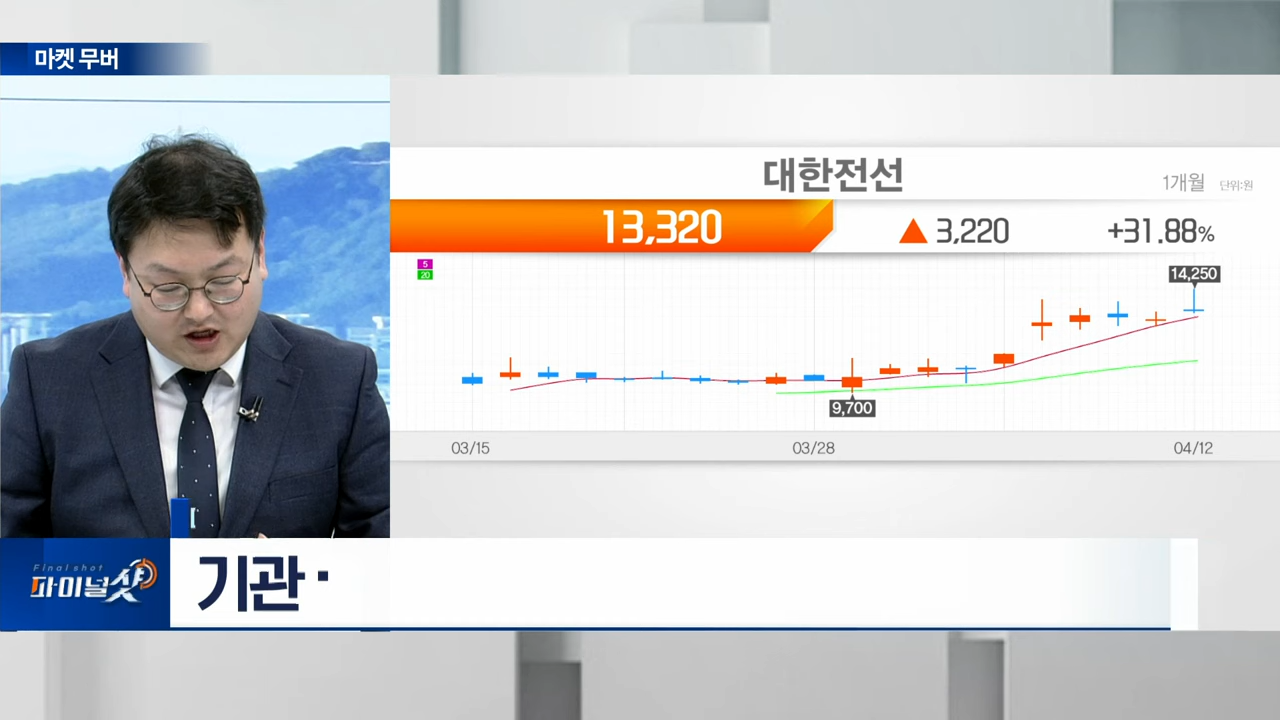 마켓 무버
대한전선
1개월 단위:원
13,320 ▲ 3,220 +31.88%
5
20
14,250
9,700
03/15 03/28 04/12
Final shot
파이널샷
기관·